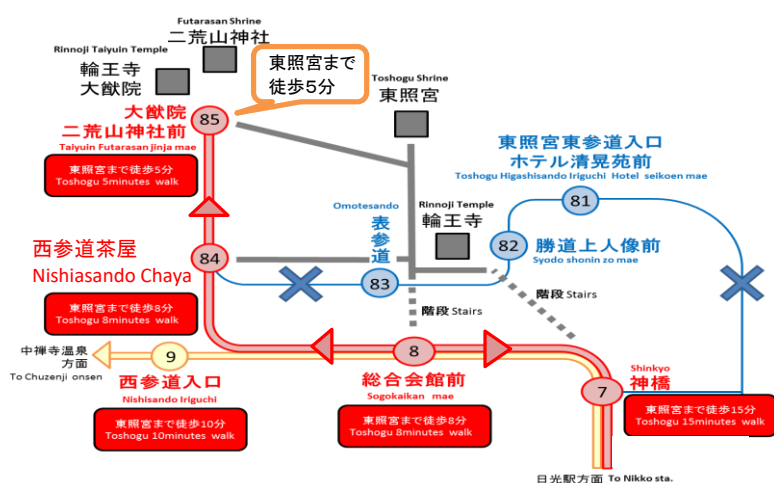 Futarasan Shrine
二荒山神社
Rinnoji Taiyuin Temple
輪王寺
大猷院
東照宮まで
徒歩5分
Toshogu Shrine
東照宮
大猷院
二荒山神社前
Taiyuin Futarasan jinja mae
85
東照宮まで徒歩5分
Toshogu 5minutes walk
東照宮東参道入口
ホテル清晃苑前
Toshogu Higashisando Iriguchi Hotel seikoen mae
81
Omotesando
表参道
83
Rinnoji Temple
輪王寺
82
勝道上人像前
Syodo shonin zo mae
西参道茶屋
Nishiasando Chaya
84
東照宮まで徒歩8分
Toshogu 8minutes walk
階段 Stairs
階段 Stairs
中禅寺温泉
方面
To Chuzenji onsen
9
西参道入口
Nishisando Iriguchi
東照宮まで徒歩10分
Toshogu 10minutes walk
8
総合会館前
Sogokaikan mae
東照宮まで徒歩8分
Toshogu 8minutes walk
Shinkyo
神橋
7
東照宮まで徒歩15分
Toshogu 15minutes walk
日光駅方面 To Nikko sta.